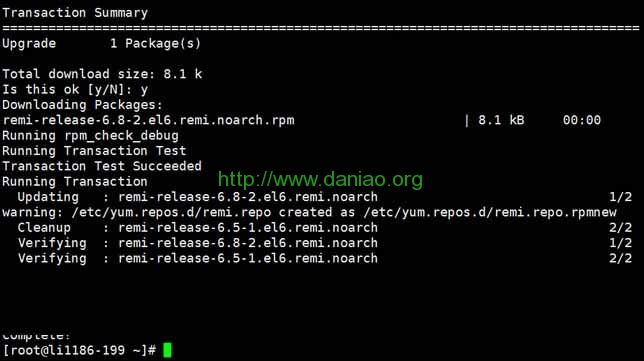 Transaction Summary
================================================================================
Upgrade       1 Package(s)
Total download size: 8.1 k
Is this ok [y/N]: y
Downloading Packages:
remi-release-6.8-2.el6.remi.noarch.rpm                      | 8.1 kB     00:00
Running rpm_check_debug
Running Transaction Test
Transaction Test Succeeded
Running Transaction
http://www.daniao.org
  Updating   : remi-release-6.8-2.el6.remi.noarch                              1/2
warning: /etc/yum.repos.d/remi.repo created as /etc/yum.repos.d/remi.repo.rpmnew
  Cleanup    : remi-release-6.5-1.el6.remi.noarch                              2/2
  Verifying  : remi-release-6.8-2.el6.remi.noarch                              1/2
  Verifying  : remi-release-6.5-1.el6.remi.noarch                              2/2
Complete!
[root@li1186-199 ~]#